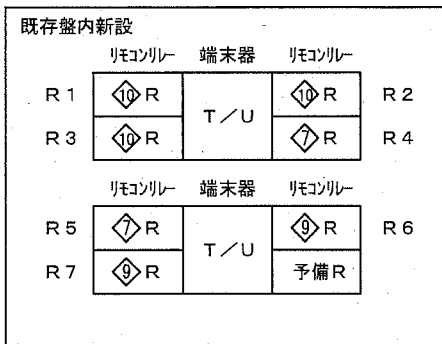 既存盤内新設
リモコンリレー 端末器 リモコンリレー
R1 ⑩R T/U ⑩R R2
R3 ⑩R ⑦R R4
リモコンリレー 端末器 リモコンリレー
R5 ⑦R T/U ⑨R R6
R7 ⑨R 予備R